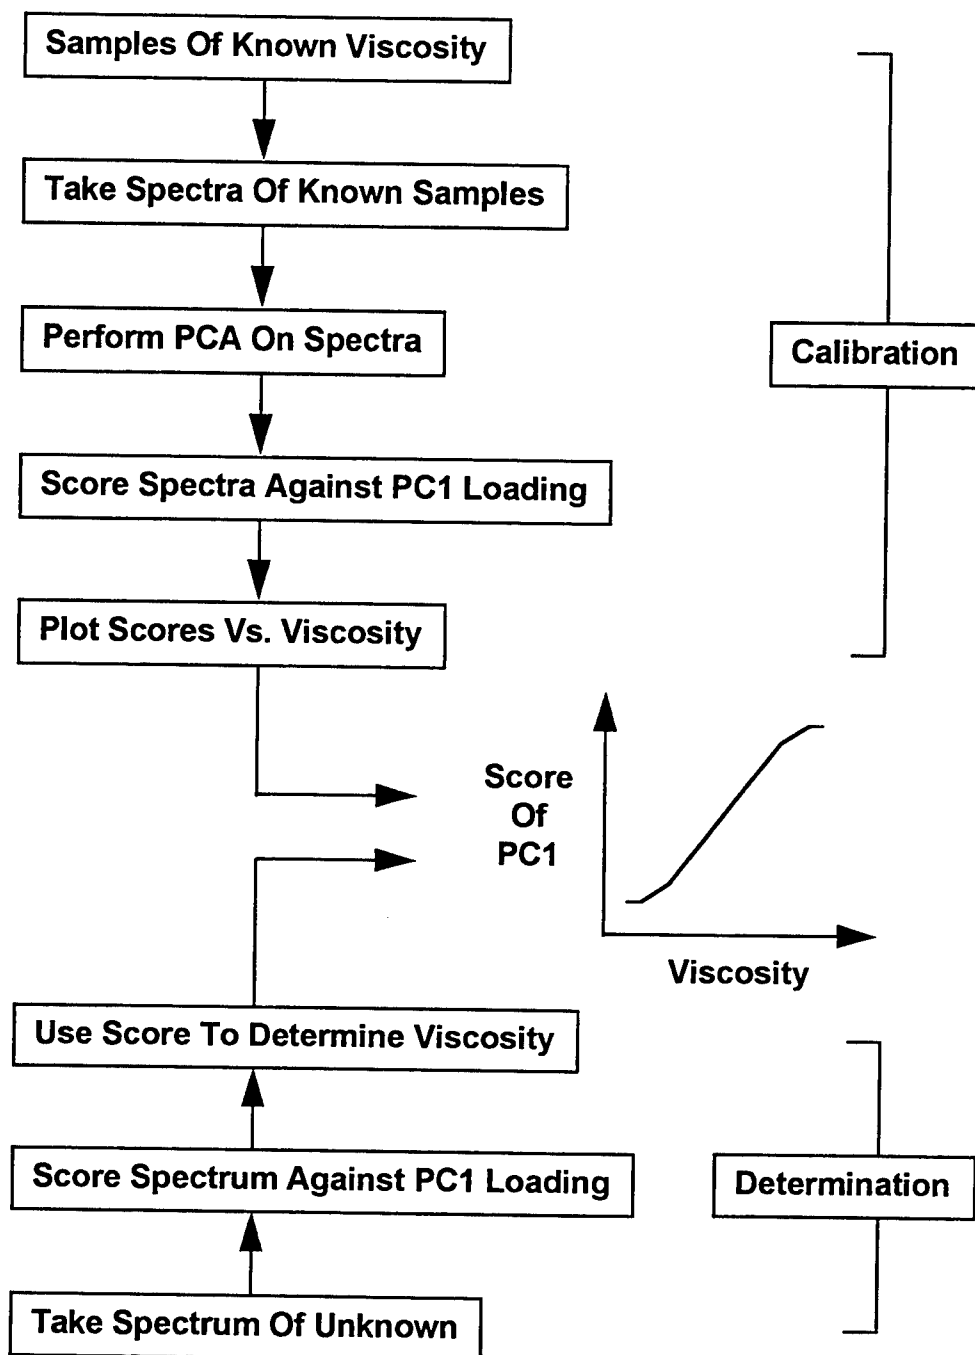 Samples Of Known Viscosity
Take Spectra Of Known Samples
Perform PCA On Spectra
Calibration
Score Spectra Against PC1 Loading
Plot Scores Vs. Viscosity
Score
Of
PC1
Viscosity
Use Score To Determine Viscosity
Score Spectrum Against PC1 Loading
Determination
Take Spectrum Of Unknown